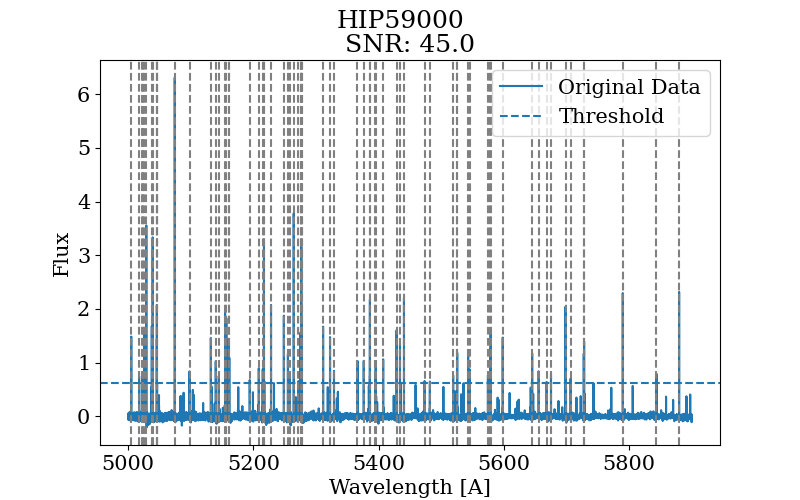 HIP59000
SNR: 45.0
Original Data
Threshold
6
5
4
3
2
1
0
Flux
5000 5200 5400 5600 5800
Wavelength [A]